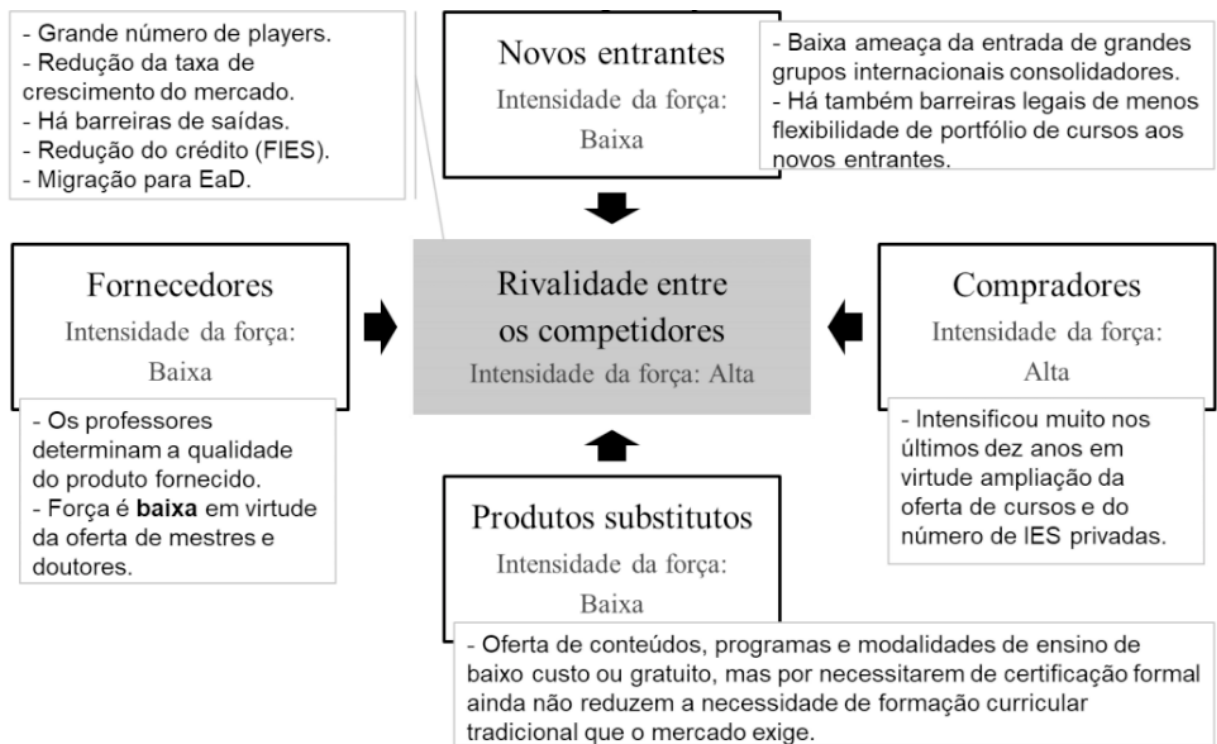 - Grande número de players.
- Redução da taxa de
crescimento do mercado.
- Há barreiras de saídas.
- Redução do crédito (FIES).
- Migração para EaD.
Novos entrantes
Intensidade da força:
Baixa
- Baixa ameaça da entrada de grandes
grupos internacionais consolidadores.
- Há também barreiras legais de menos
flexibilidade de portfólio de cursos aos
novos entrantes.
Fornecedores
Intensidade da força:
Baixa
- Os professores
determinam a qualidade
do produto fornecido.
- Força é baixa em virtude
da oferta de mestres e
doutores.
Rivalidade entre
os competidores
Intensidade da força: Alta
Compradores
Intensidade da força:
Alta
- Intensificou muito nos
últimos dez anos em
virtude ampliação da
oferta de cursos e do
número de IES privadas.
Produtos substitutos
Intensidade da força:
Baixa
- Oferta de conteúdos, programas e modalidades de ensino de
baixo custo ou gratuito, mas por necessitarem de certificação formal
ainda não reduzem a necessidade de formação curricular
tradicional que o mercado exige.